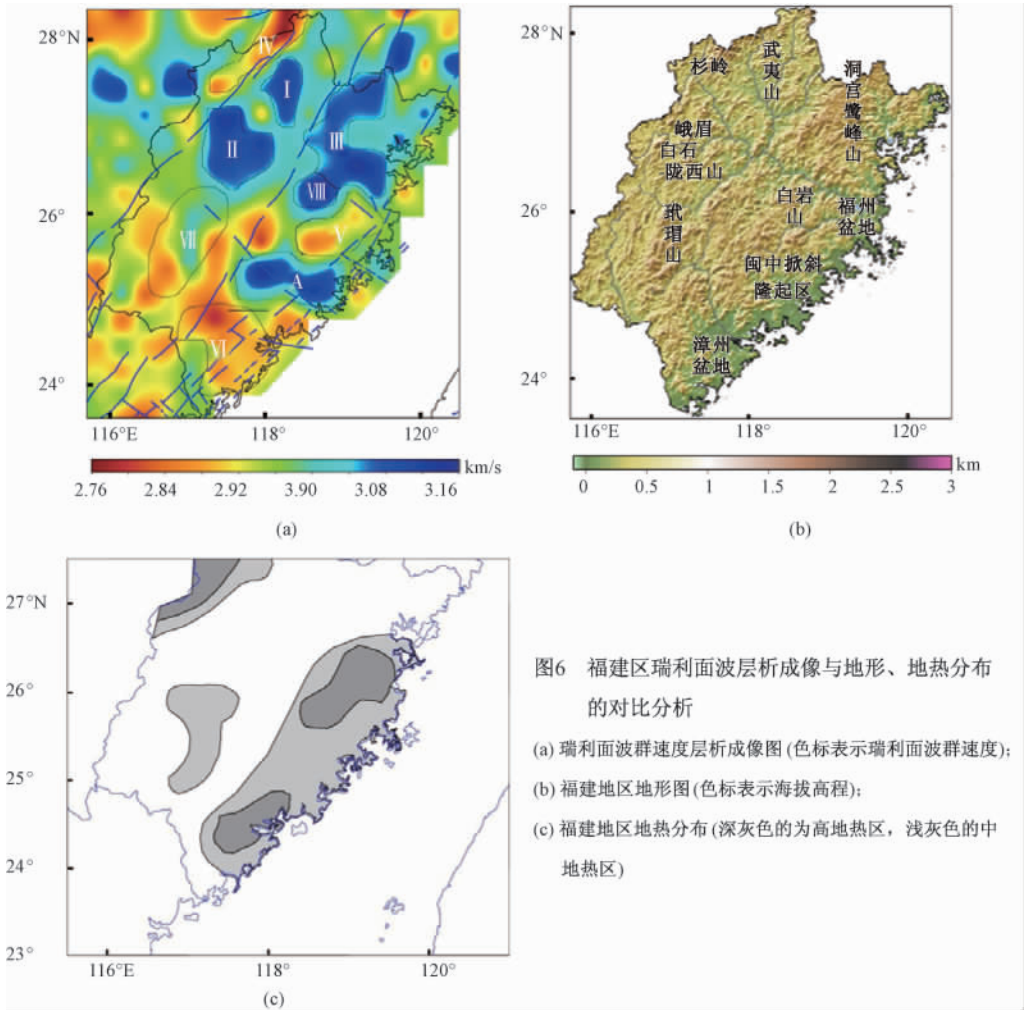 28°N
26°
24°
116°E
118°
120°
IV
I
II
III
VIII
VII
V
A
VI
km/s
2.76
2.84
2.92
3.90
3.08
3.16
(a)
28°N
26°
24°
116°E
118°
120°
杉岭
武夷山
洞宫鹭峰山
峨眉
白石
陇西山
玳瑁山
白岩山
福州
盆地
闽中掀斜
隆起区
漳州
盆地
km
0
0.5
1
1.5
2
2.5
3
(b)
27°N
26°
25°
24°
23°
116°E
118°
120°
(c)
图6 福建区瑞利面波层析成像与地形、地热分布
的对比分析
(a) 瑞利面波群速度层析成像图(色标表示瑞利面波群速度);
(b) 福建地区地形图(色标表示海拔高程);
(c) 福建地区地热分布(深灰色的为高地热区，浅灰色的中
地热区)